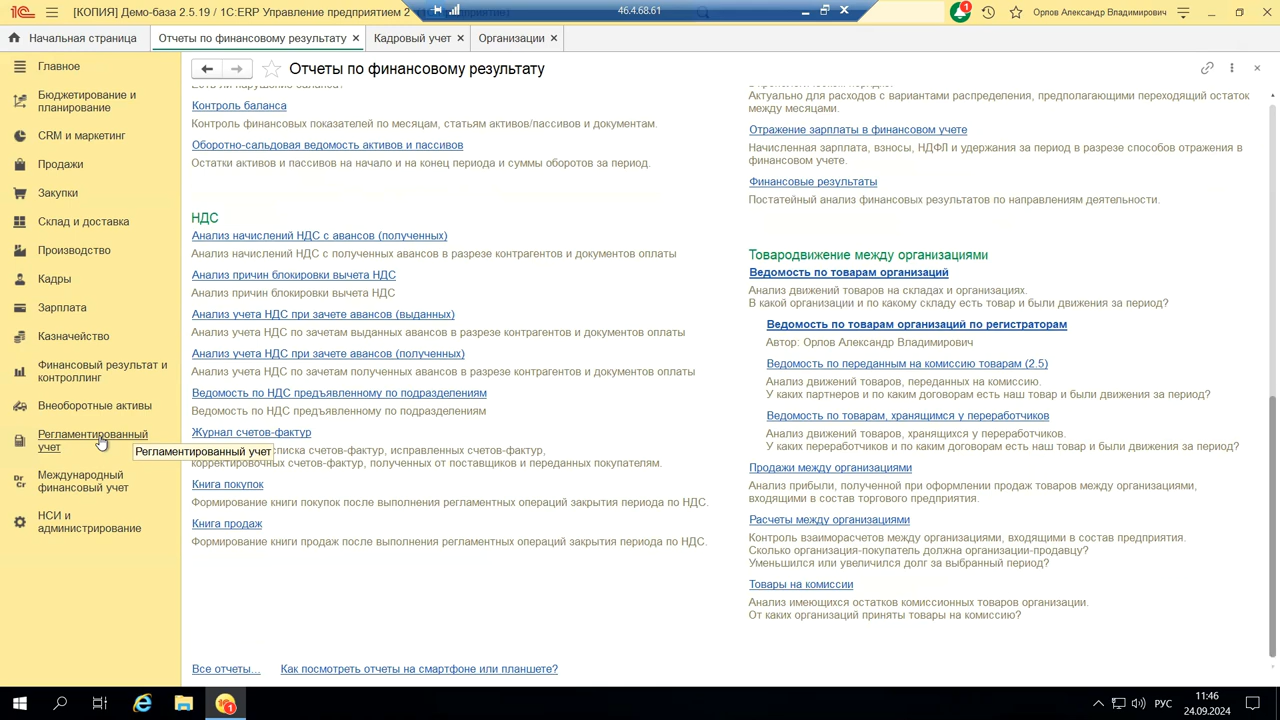 [КОПИЯ] Демо-база 2.5.19 / 1С:ERP Управление предприятием 2
46.4.68.61
1
Орлов Александр Владимирович
Начальная страница
Отчеты по финансовому результату ×
Кадровый учет ×
Организации ×
Главное
Бюджетирование и
планирование
CRM и маркетинг
Продажи
Закупки
Склад и доставка
Производство
Кадры
Зарплата
Казначейство
Финансовый результат и
контроллинг
Внеоборотные активы
Регламентированный
учет
Международный
финансовый учет
НСИ и
администрирование
Регламентированный учет
Отчеты по финансовому результату
Контроль баланса
Контроль финансовых показателей по месяцам, статьям активов/пассивов и документам.
Оборотно-сальдовая ведомость активов и пассивов
Остатки активов и пассивов на начало и на конец периода и суммы оборотов за период.
НДС
Анализ начислений НДС с авансов (полученных)
Анализ начислений НДС с полученных авансов в разрезе контрагентов и документов оплаты
Анализ причин блокировки вычета НДС
Анализ причин блокировки вычета НДС
Анализ учета НДС при зачете авансов (выданных)
Анализ учета НДС по зачетам выданных авансов в разрезе контрагентов и документы оплаты
Анализ учета НДС при зачете авансов (полученных)
Анализ учета НДС по зачетам полученных авансов в разрезе контрагентов и документы оплаты
Ведомость по НДС предъявленному по подразделениям
Ведомость по НДС предъявленному по подразделениям
Журнал счетов-фактур
списка счетов-фактур, исправленных счетов-фактур,
корректировочных счетов-фактур, полученных от поставщиков и переданных покупателям.
Книга покупок
Формирование книги покупок после выполнения регламентных операций закрытия периода по НДС.
Книга продаж
Формирование книги продаж после выполнения регламентных операций закрытия периода по НДС.
Все отчеты...
Как посмотреть отчеты на смартфоне или планшете?
Актуально для расходов с вариантами распределения, предполагающими переходящий остаток
между месяцами.
Отражение зарплаты в финансовом учете
Начисленная зарплата, взносы, НДФЛ и удержания за период в разрезе способов отражения в
финансовом учете.
Финансовые результаты
Постатейный анализ финансовых результатов по направлениям деятельности.
Товародвижение между организациями
Ведомость по товарам организаций
Анализ движений товаров на складах и организациях.
В какой организации и по какому складу есть товар и были движения за период?
Ведомость по товарам организаций по регистраторам
Автор: Орлов Александр Владимирович
Ведомость по переданным на комиссию товарам (2.5)
Анализ движений товаров, переданных на комиссию.
У каких партнеров и по каким договорам есть наш товар и были движения за период?
Ведомость по товарам, хранящимся у переработчиков
Анализ движений товаров, хранящихся у переработчиков.
У каких переработчиков и по каким договорам есть наш товар и были движения за период?
Продажи между организациями
Анализ прибыли, полученной при оформлении продаж товаров между организациями,
входящими в состав торгового предприятия.
Расчеты между организациями
Контроль взаиморасчетов между организациями, входящими в состав предприятия.
Сколько организация-покупатель должна организации-продавцу?
Уменьшился или увеличился долг за выбранный период?
Товары на комиссии
Анализ имеющихся остатков комиссионных товаров организации.
От каких организаций приняты товары на комиссию?
1
РУС
11:46
24.09.2024